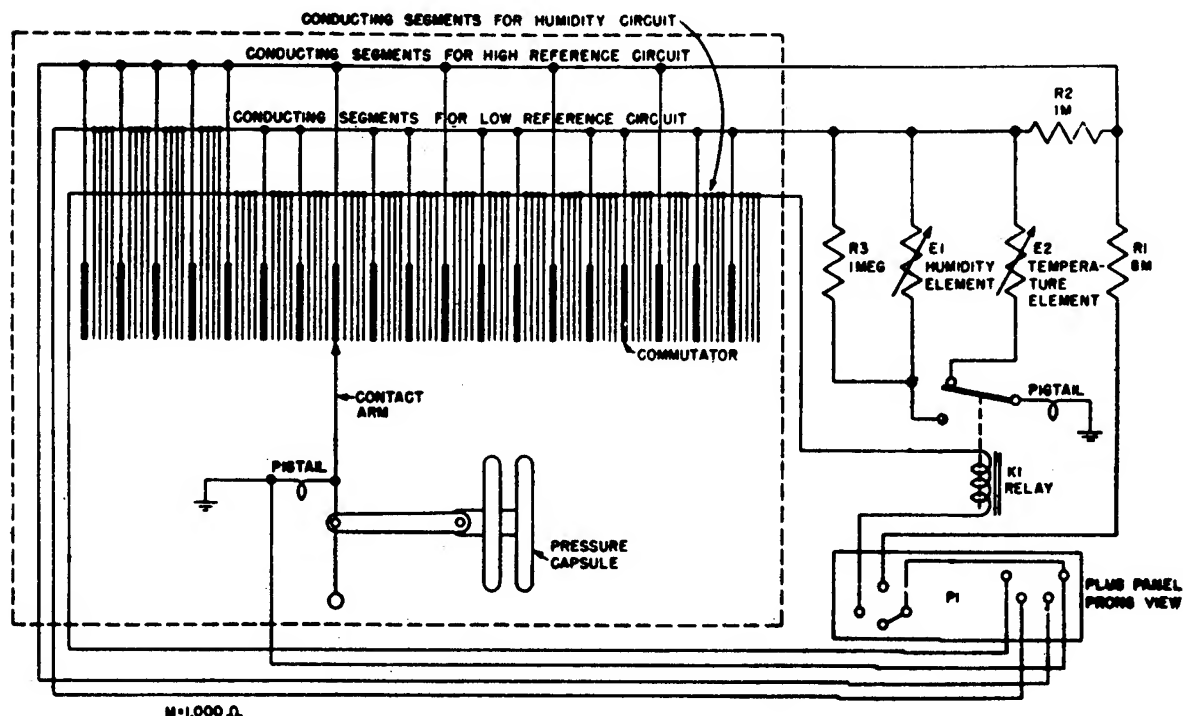 CONDUCTING SEGMENTS FOR HUMIDITY CIRCUIT
CONDUCTING SEGMENTS FOR HIGH REFERENCE CIRCUIT
CONDUCTING SEGMENTS FOR LOW REFERENCE CIRCUIT
R2
1M
R3
1MEG
E1
HUMIDITY
ELEMENT
E2
TEMPERA-
TURE
ELEMENT
R1
6M
COMMUTATOR
CONTACT
ARM
PIGTAIL
PIGTAIL
K1
RELAY
PRESSURE
CAPSULE
P1
PLUG PANEL
PRONG VIEW
M=1,000 Ω